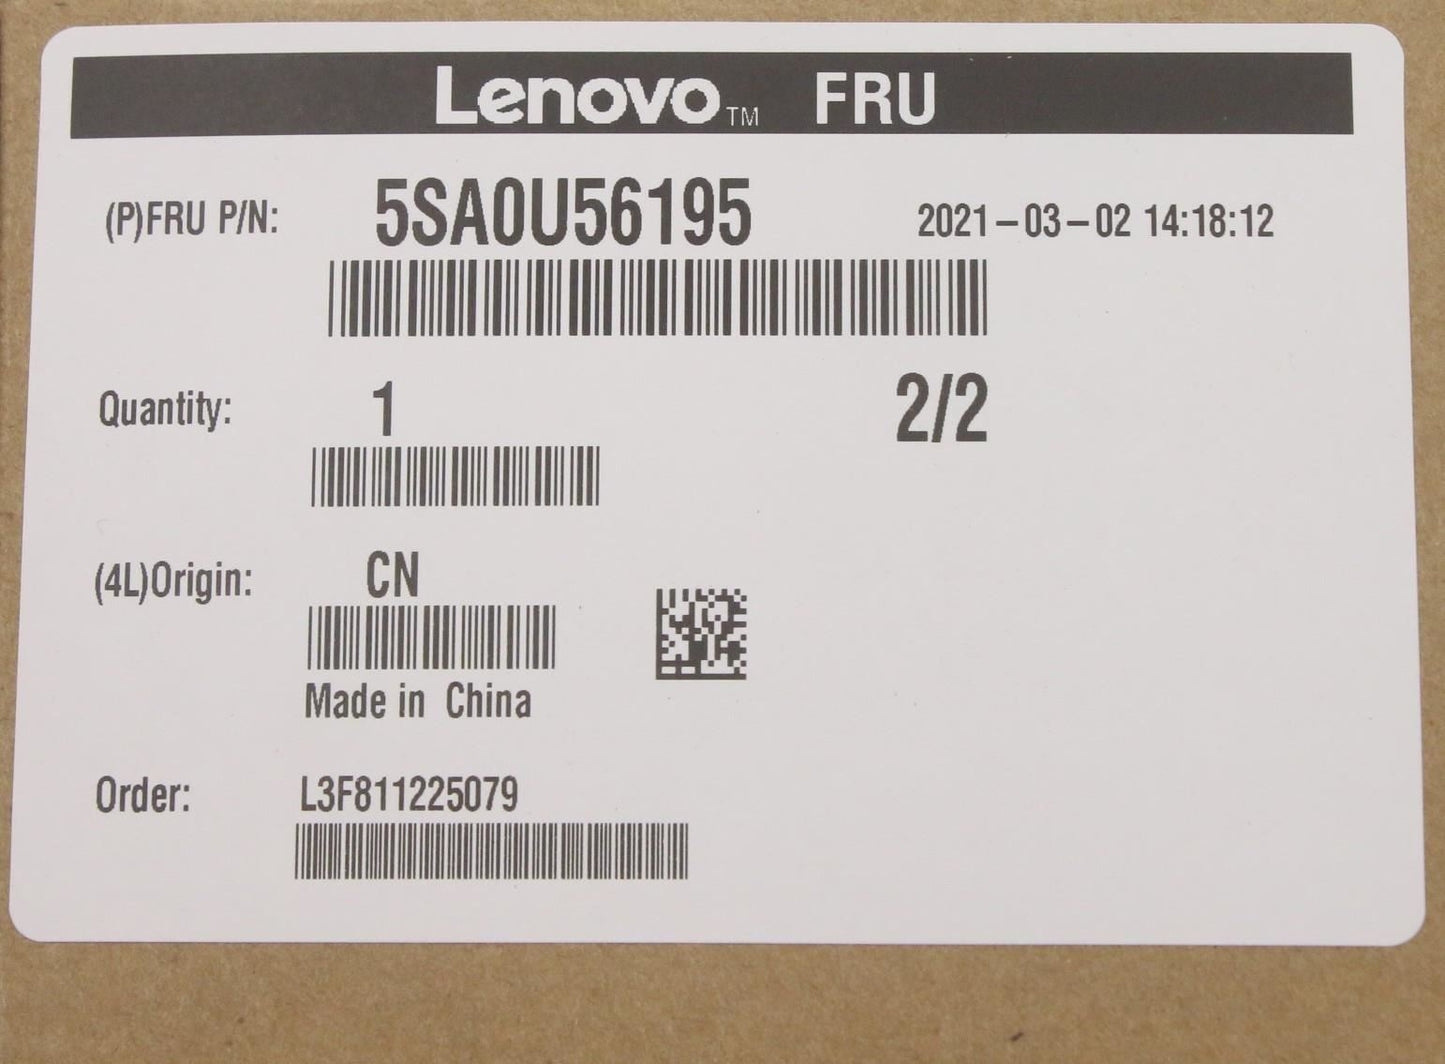 Lenovo™ FRU
(P)FRU P/N: 5SA0U56195 2021-03-02 14:18:12
Quantity: 1 2/2
(4L)Origin: CN
Made in China
Order: L3F811225079